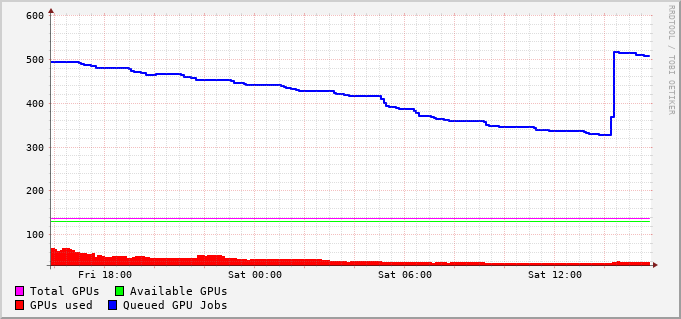 600
500
400
300
200
100
Fri 18:00 Sat 00:00 Sat 06:00 Sat 12:00
Total GPUs Available GPUs
GPUs used Queued GPU Jobs
RRDTOOL / TOBI OETIKER